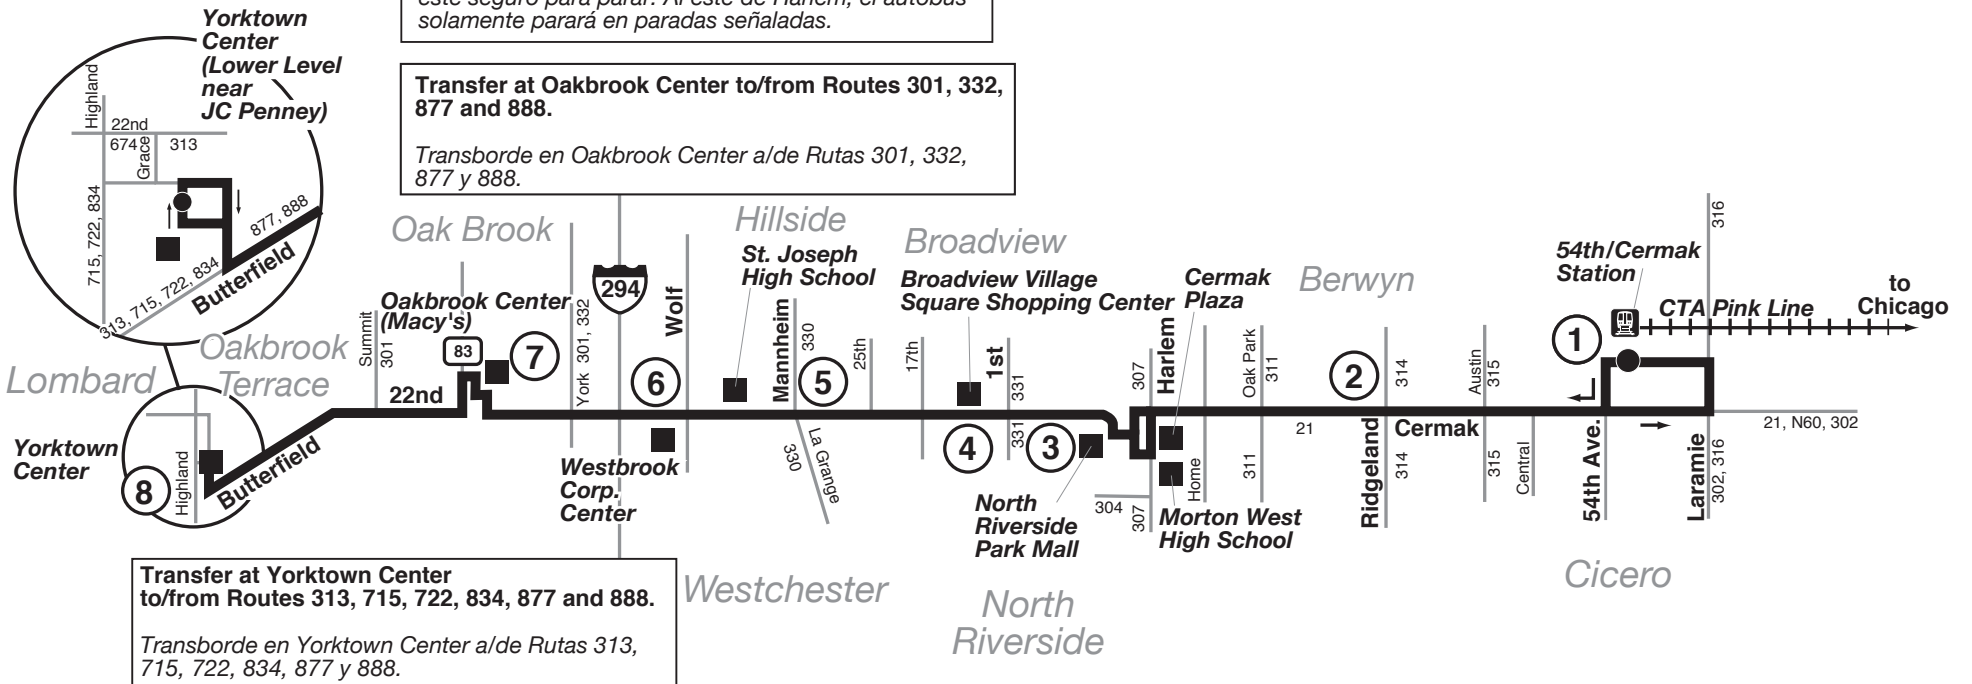 este seguro para parar. Al este de Harlem, el autobús
solamente parará en paradas señaladas.
Yorktown
Center
(Lower Level
near
JC Penney)
Highland
22nd
674
Grace
313
715, 722, 834
877, 888
313, 715, 722, 834
Butterfield
Transfer at Oakbrook Center to/from Routes 301, 332,
877 and 888.
Transborde en Oakbrook Center a/de Rutas 301, 332,
877 y 888.
Lombard
Oakbrook
Terrace
Oak Brook
Hillside
Broadview
Berwyn
Yorktown
Center
8
Highland
Butterfield
Summit
301
22nd
Oakbrook Center
(Macy's)
83
7
York 301, 332
294
Wolf
6
Westbrook
Corp.
Center
St. Joseph
High School
Mannheim
330
5
330
La Grange
25th
17th
Broadview Village
Square Shopping Center
1st
331
4
331
3
North
Riverside
Park Mall
Cermak
Plaza
307
Harlem
304
307
Morton West
High School
Home
Oak Park
311
311
21
2
314
Ridgeland
314
Cermak
Austin
315
315
Central
54th/Cermak
Station
1
CTA Pink Line
to
Chicago
316
54th Ave.
Laramie
302, 316
21, N60, 302
Westchester
North
Riverside
Cicero
Transfer at Yorktown Center
to/from Routes 313, 715, 722, 834, 877 and 888.
Transborde en Yorktown Center a/de Rutas 313,
715, 722, 834, 877 y 888.